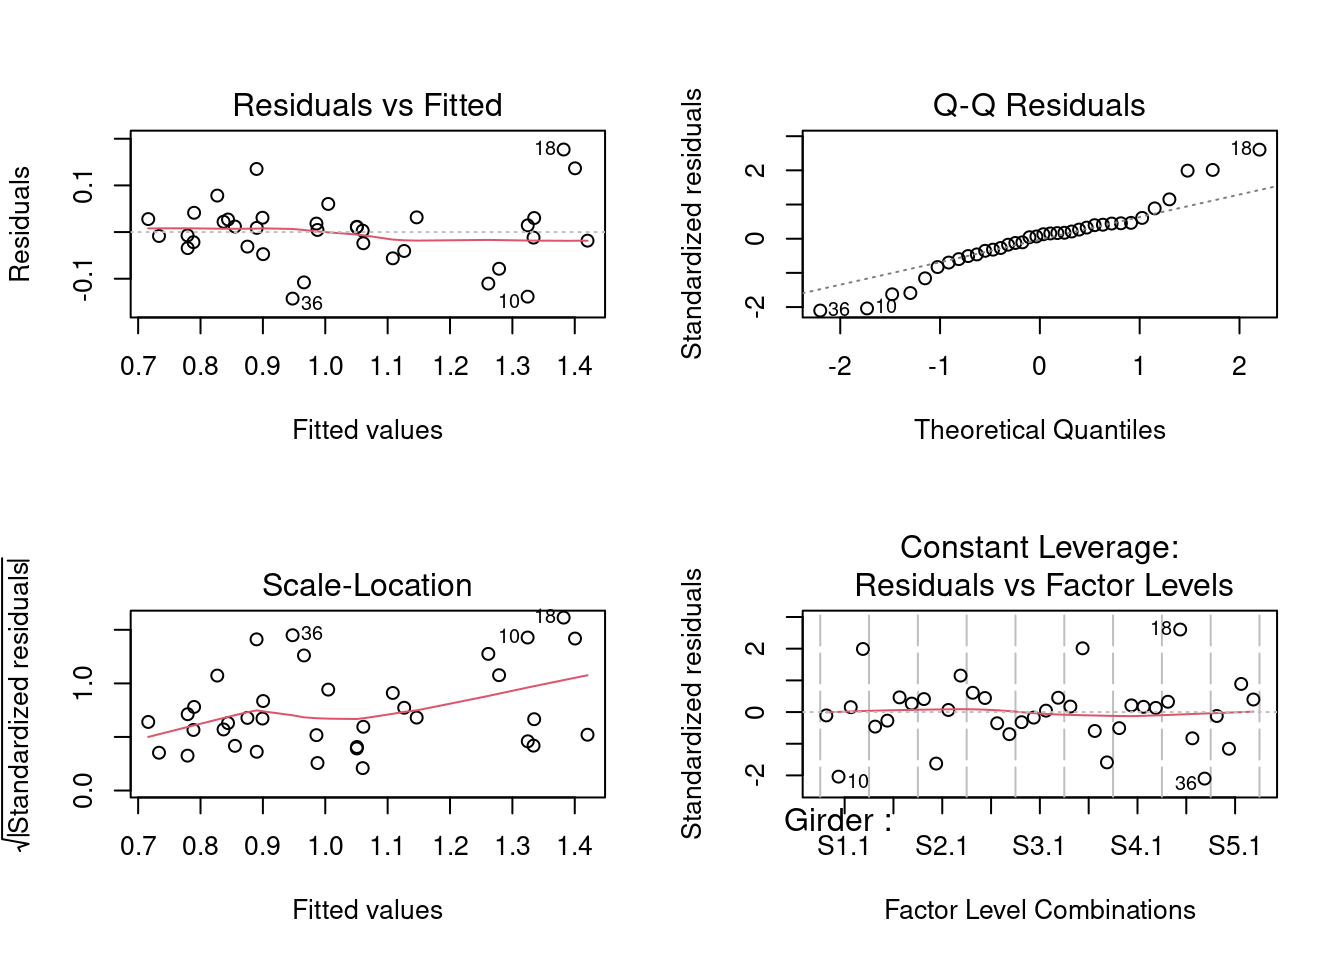 Residuals vs Fitted
Residuals
0.1
-0.1
18
36
10
0.7 0.8 0.9 1.0 1.1 1.2 1.3 1.4
Fitted values
Q-Q Residuals
Standardized residuals
2
0
-2
18
36
10
-2 -1 0 1 2
Theoretical Quantiles
Scale-Location
√|Standardized residuals|
1.0
0.0
36
10
18
0.7 0.8 0.9 1.0 1.1 1.2 1.3 1.4
Fitted values
Constant Leverage:
Residuals vs Factor Levels
Standardized residuals
2
0
-2
18
10
36
Girder :
S1.1 S2.1 S3.1 S4.1 S5.1
Factor Level Combinations